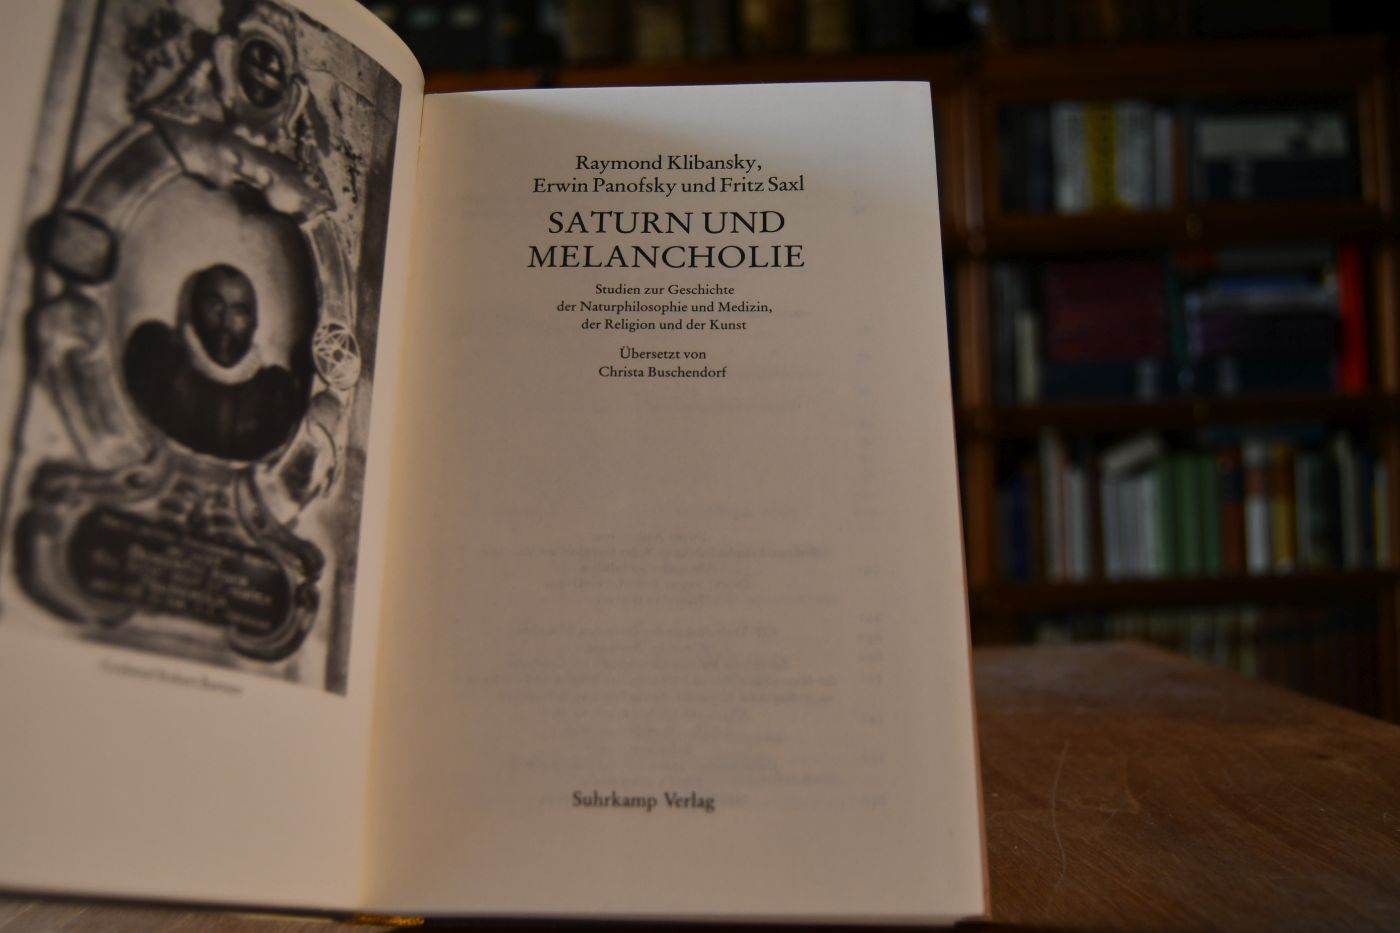 Raymond Klibansky,
Erwin Panofsky und Fritz Saxl
SATURN UND
MELANCHOLIE
Studien zur Geschichte
der Naturphilosophie und Medizin,
der Religion und der Kunst
Übersetzt von
Christa Buschendorf
Suhrkamp Verlag